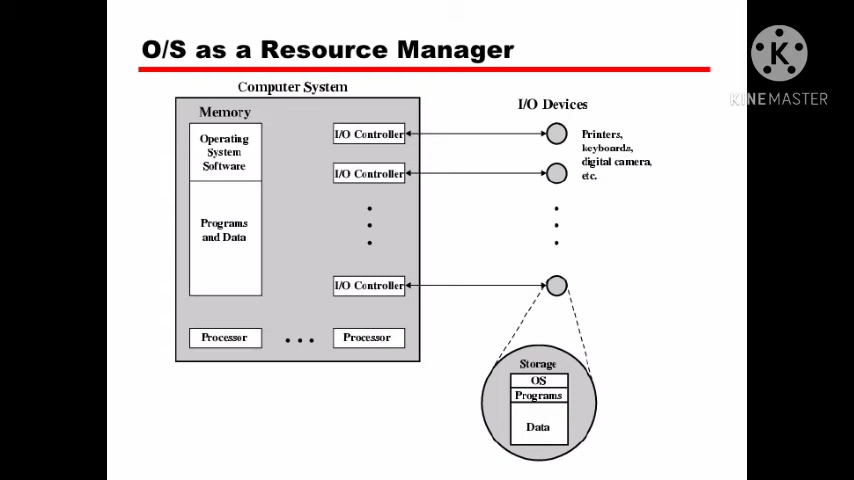 O/S as a Resource Manager
K
KINEMASTER
Computer System
I/O Devices
Memory
Operating
System
Software
Programs
and Data
I/O Controller
I/O Controller
I/O Controller
Printers,
keyboards,
digital camera,
etc.
Processor
Processor
Storage
OS
Programs
Data